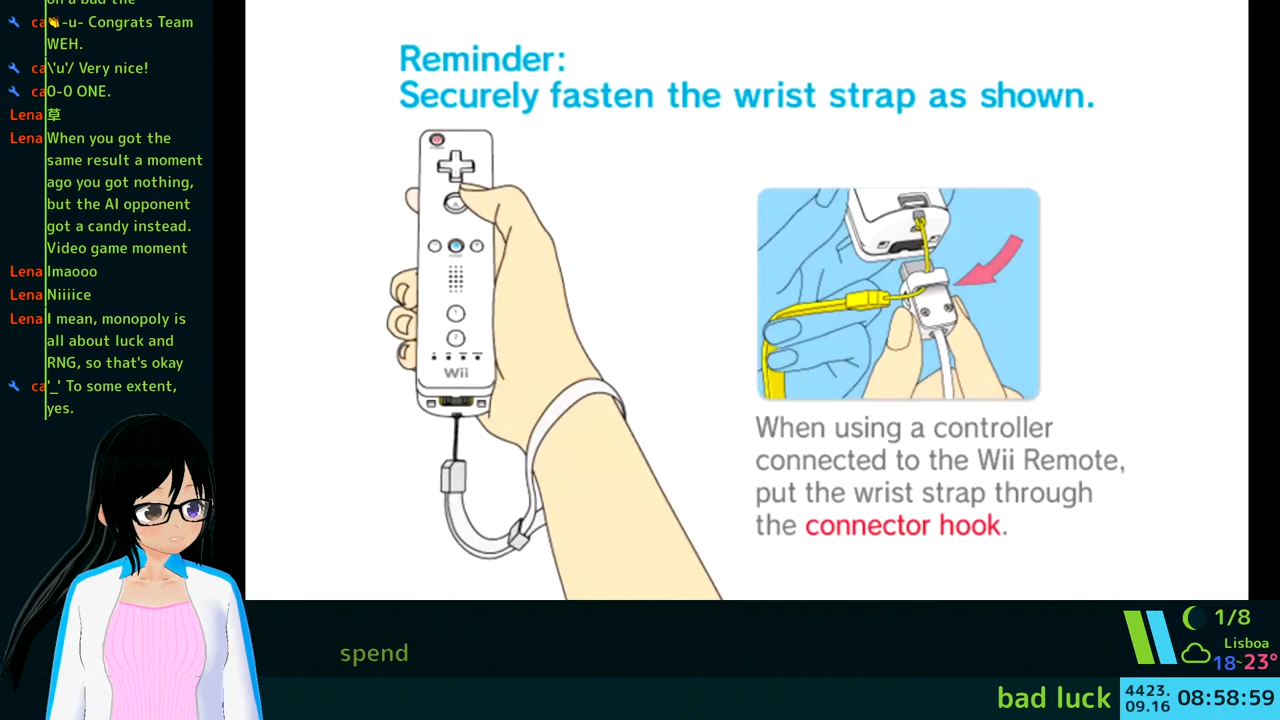 ca -u- Congrats Team
WEH.
ca \'u'/ Very nice!
ca 0-0 ONE.
Lena 草
Lena When you got the
same result a moment
ago you got nothing,
but the AI opponent
got a candy instead.
Video game moment
Lena lmaooo
Lena Niiiice
Lena I mean, monopoly is
all about luck and
RNG, so that's okay
ca '_' To some extent,
yes.
Reminder:
Securely fasten the wrist strap as shown.
Wii
When using a controller
connected to the Wii Remote,
put the wrist strap through
the connector hook.
spend
bad luck
1/8
Lisboa
18~23°
4423.
09.16
08:58:59